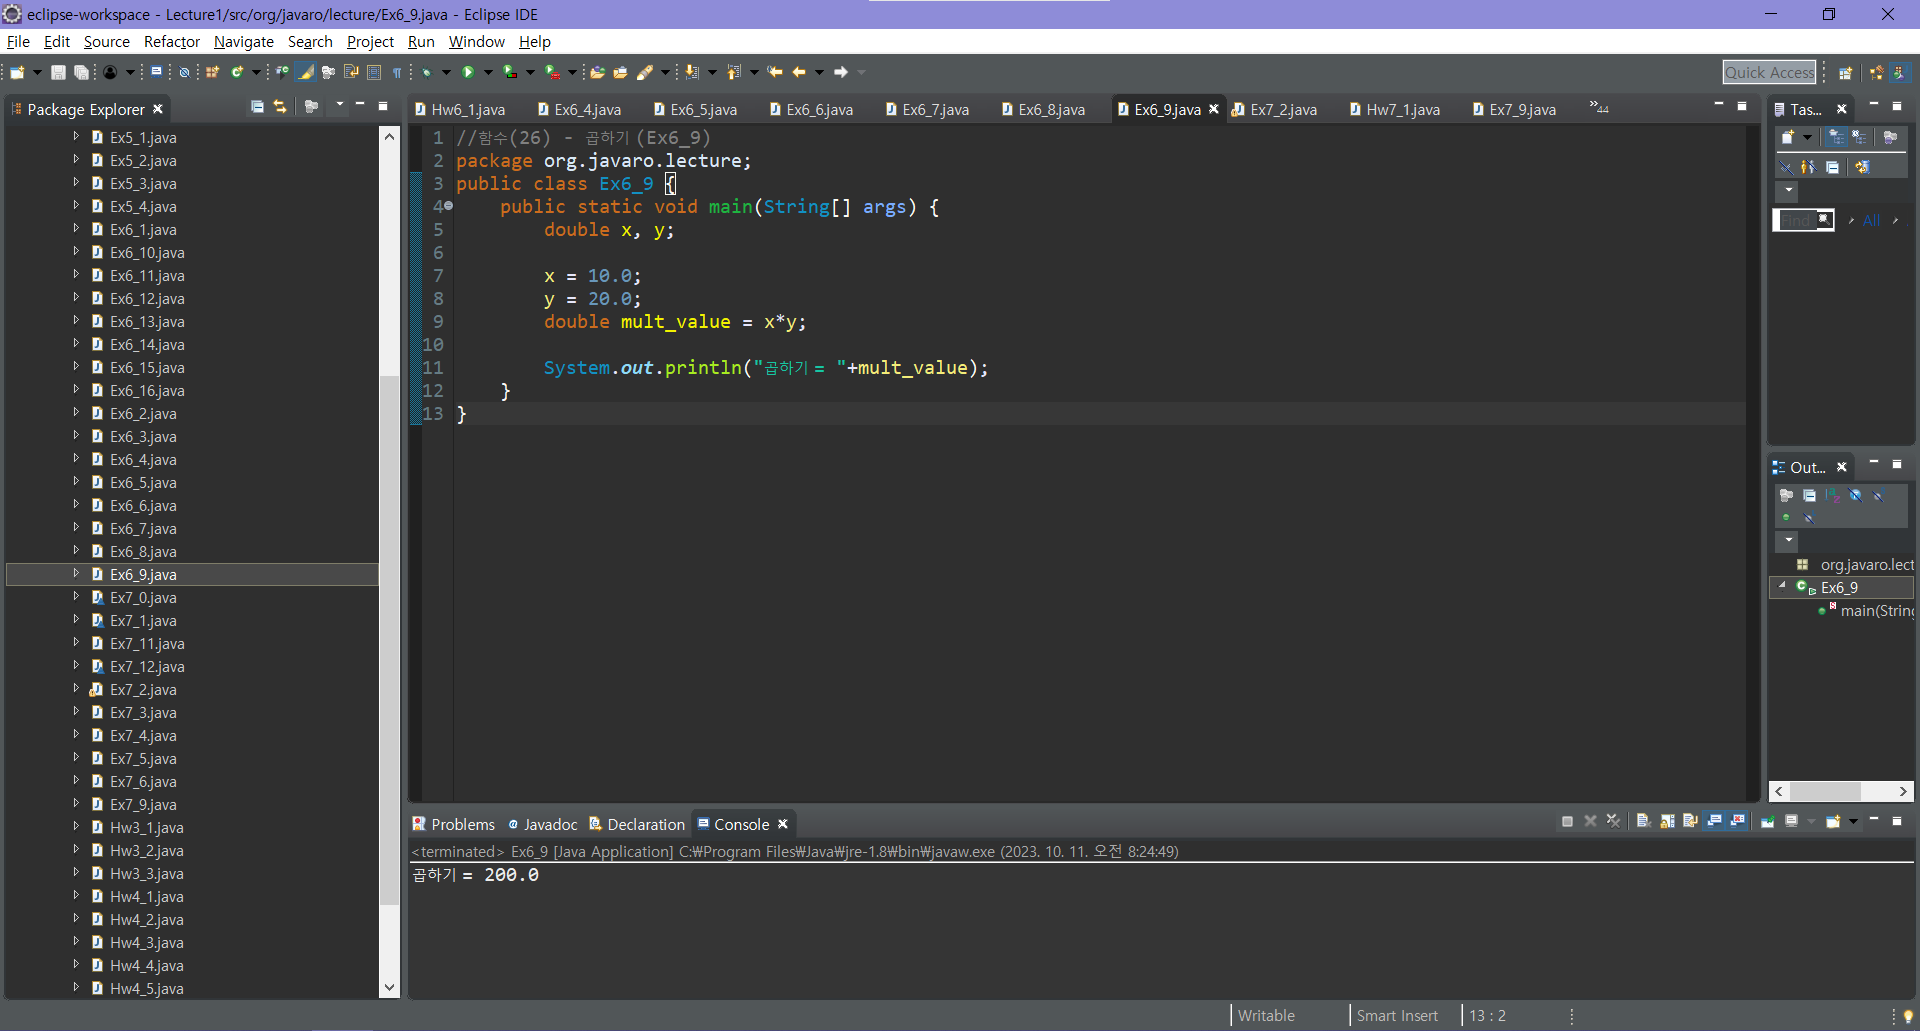 eclipse-workspace - Lecture1/src/org/javaro/lecture/Ex6_9.java - Eclipse IDE
File Edit Source Refactor Navigate Search Project Run Window Help
Quick Access
Package Explorer
Ex5_1.java
Ex5_2.java
Ex5_3.java
Ex5_4.java
Ex6_1.java
Ex6_10.java
Ex6_11.java
Ex6_12.java
Ex6_13.java
Ex6_14.java
Ex6_15.java
Ex6_16.java
Ex6_2.java
Ex6_3.java
Ex6_4.java
Ex6_5.java
Ex6_6.java
Ex6_7.java
Ex6_8.java
Ex6_9.java
Ex7_0.java
Ex7_1.java
Ex7_11.java
Ex7_12.java
Ex7_2.java
Ex7_3.java
Ex7_4.java
Ex7_5.java
Ex7_6.java
Ex7_9.java
Hw3_1.java
Hw3_2.java
Hw3_3.java
Hw4_1.java
Hw4_2.java
Hw4_3.java
Hw4_4.java
Hw4_5.java
Hw6_1.java Ex6_4.java Ex6_5.java Ex6_6.java Ex6_7.java Ex6_8.java Ex6_9.java Ex7_2.java Hw7_1.java Ex7_9.java »44
1 //함수(26) - 곱하기(Ex6_9)
2 package org.javaro.lecture;
3 public class Ex6_9 {
4 public static void main(String[] args) {
5 double x, y;
6
7 x = 10.0;
8 y = 20.0;
9 double mult_value = x*y;
10
11 System.out.println("곱하기 = "+mult_value);
12 }
13 }
Tas...
Find All
Out...
org.javaro.lect
Ex6_9
main(String
Problems Javadoc Declaration Console
<terminated> Ex6_9 [Java Application] C:₩Program Files₩Java₩jre-1.8₩bin₩javaw.exe (2023. 10. 11. 오전 8:24:49)
곱하기 = 200.0
Writable Smart Insert 13 : 2